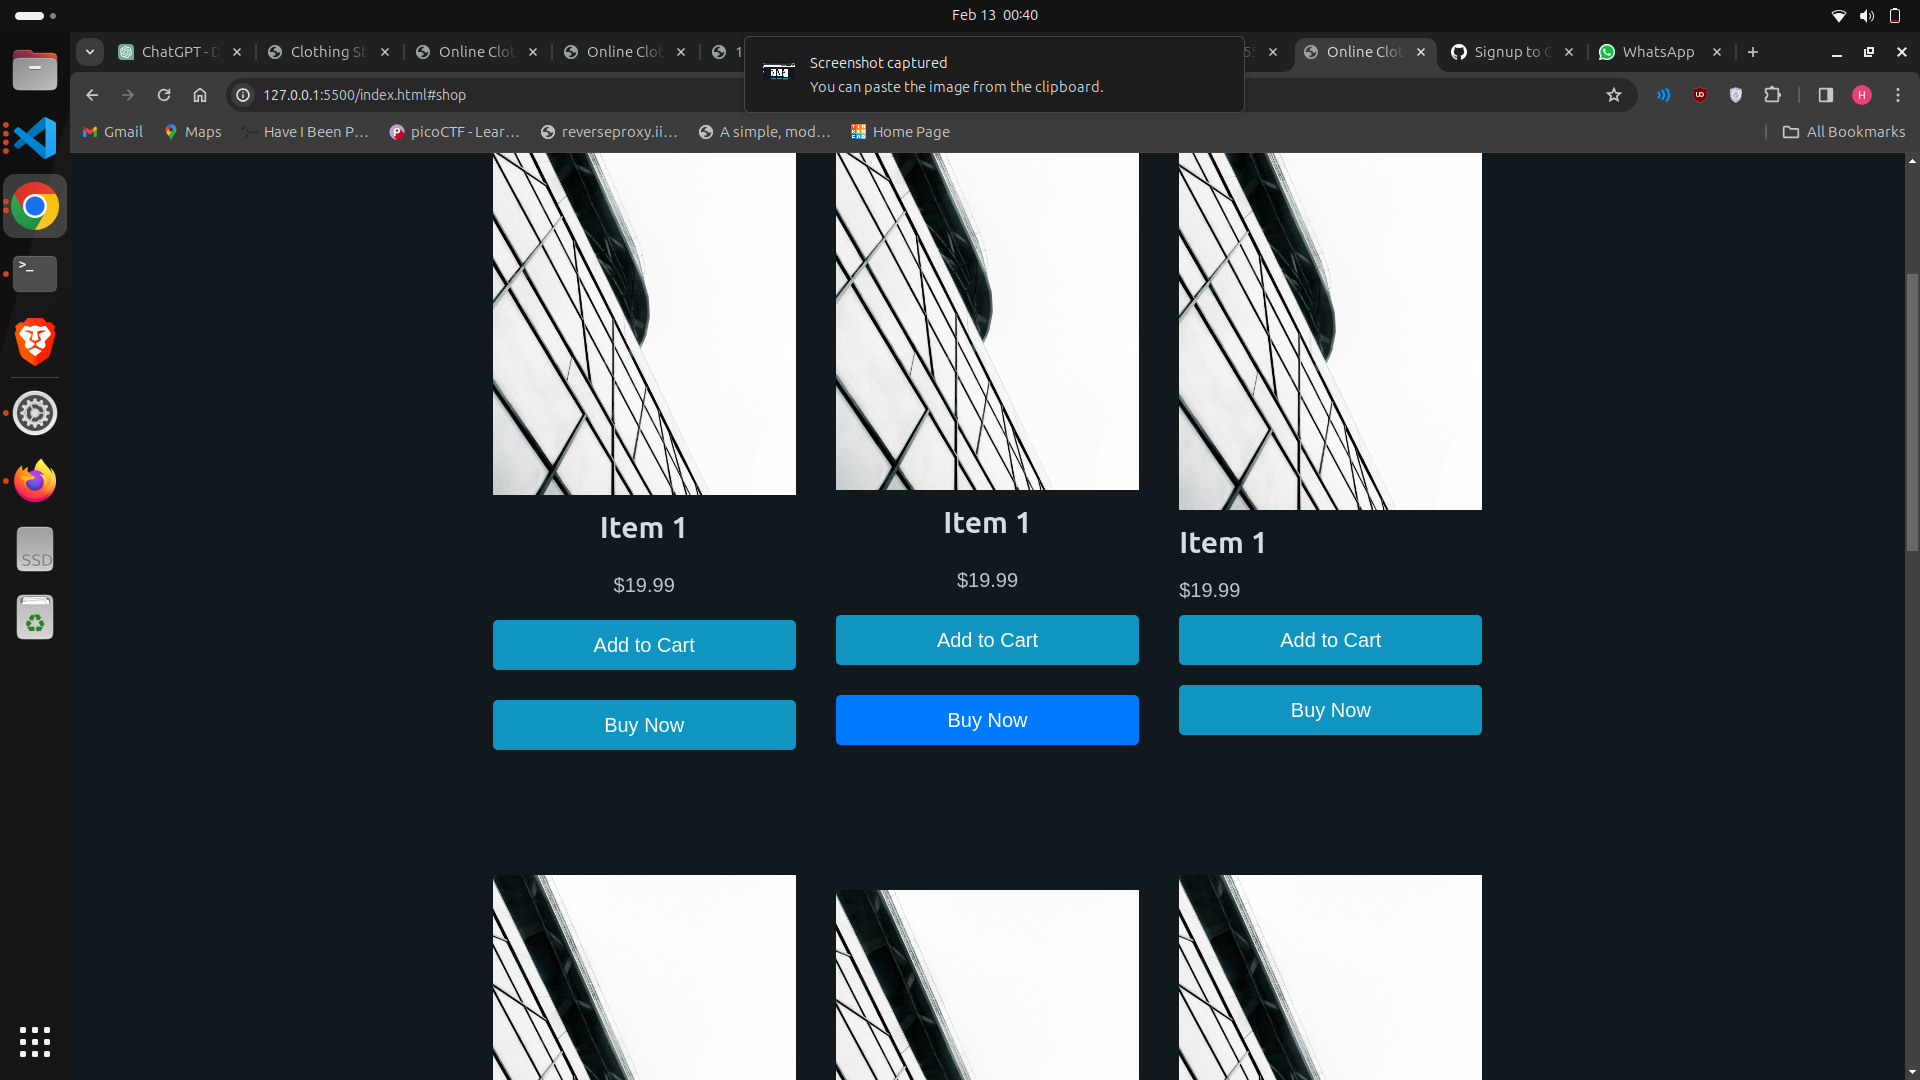 Feb 13 00:40
ChatGPT - D
Clothing St
Online Clot
Online Clot
1
Online Clot
Signup to C
WhatsApp
Screenshot captured
You can paste the image from the clipboard.
127.0.0.1:5500/index.html#shop
H
Gmail
Maps
Have I Been P...
picoCTF - Lear...
reverseproxy.ii...
A simple, mod...
Home Page
All Bookmarks
Item 1
Item 1
Item 1
$19.99
$19.99
$19.99
Add to Cart
Add to Cart
Add to Cart
Buy Now
Buy Now
Buy Now
SSD